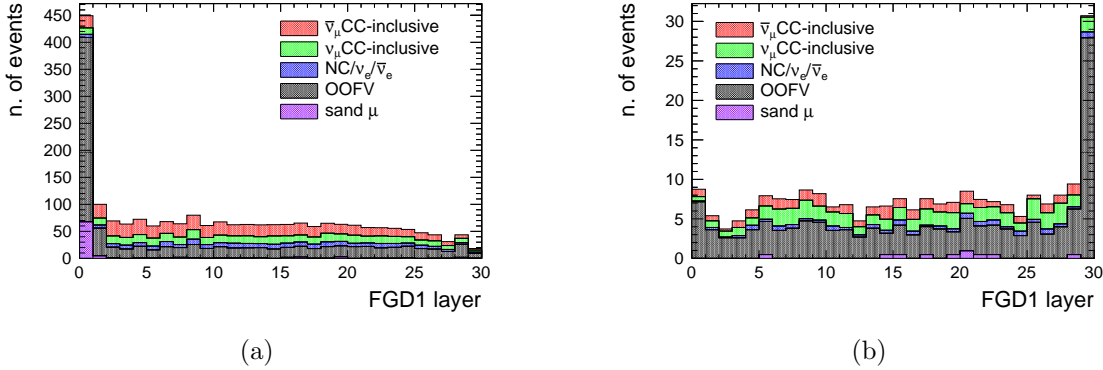 n. of events
450
400
350
300
250
200
150
100
50
0
0 5 10 15 20 25 30
FGD1 layer
ν̅μCC-inclusive
νμCC-inclusive
NC/νe/ν̅e
OOFV
sand μ
(a)
n. of events
30
25
20
15
10
5
0
0 5 10 15 20 25 30
FGD1 layer
ν̅μCC-inclusive
νμCC-inclusive
NC/νe/ν̅e
OOFV
sand μ
(b)